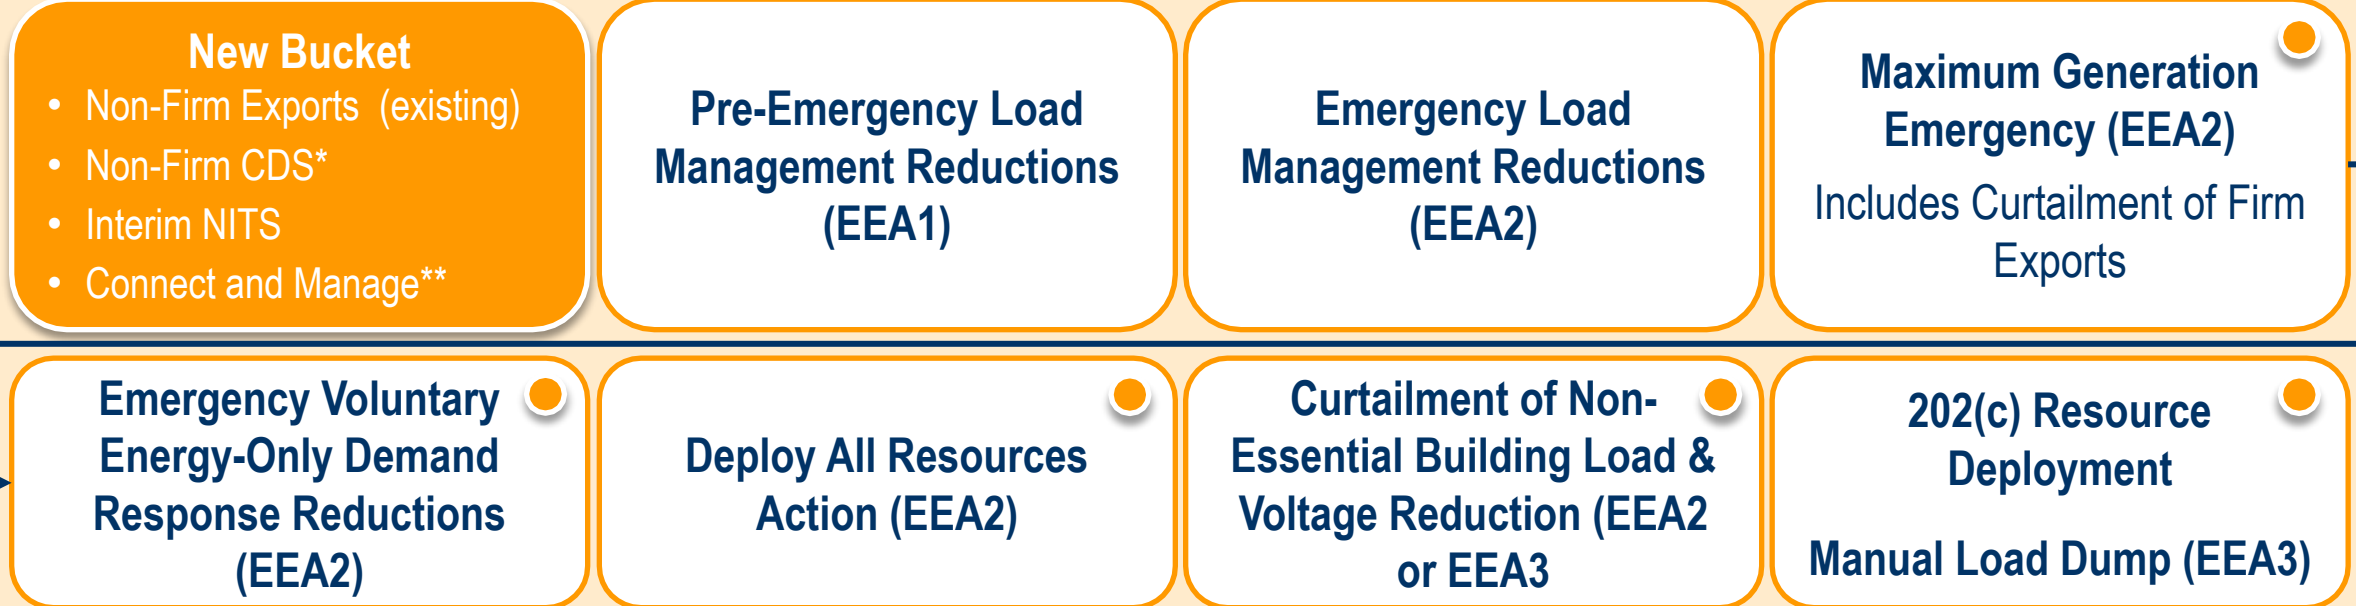 New Bucket
• Non-Firm Exports (existing)
• Non-Firm CDS*
• Interim NITS
• Connect and Manage**
Pre-Emergency Load
Management Reductions
(EEA1)
Emergency Load
Management Reductions
(EEA2)
Maximum Generation
Emergency (EEA2)
Includes Curtailment of Firm
Exports
Emergency Voluntary
Energy-Only Demand
Response Reductions
(EEA2)
Deploy All Resources
Action (EEA2)
Curtailment of Non-
Essential Building Load &
Voltage Reduction (EEA2
or EEA3
202(c) Resource
Deployment
Manual Load Dump (EEA3)